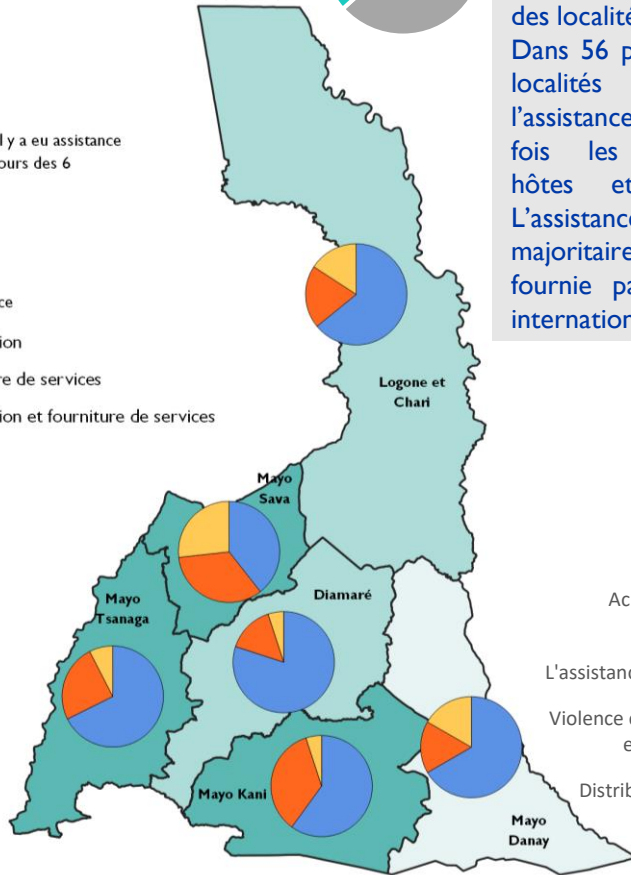 des localité
Dans 56 p
localités
l'assistance
fois les
hôtes et
L'assistance
majoritaire
fournie pa
internation
l y a eu assistance
ours des 6
ce
ion
re de services
ion et fourniture de services
Logone et
Chari
Mayo
Sava
Diamaré
Mayo
Tsanaga
Mayo Kani
Mayo
Danay
Ac
L'assistanc
Violence
e
Distrib